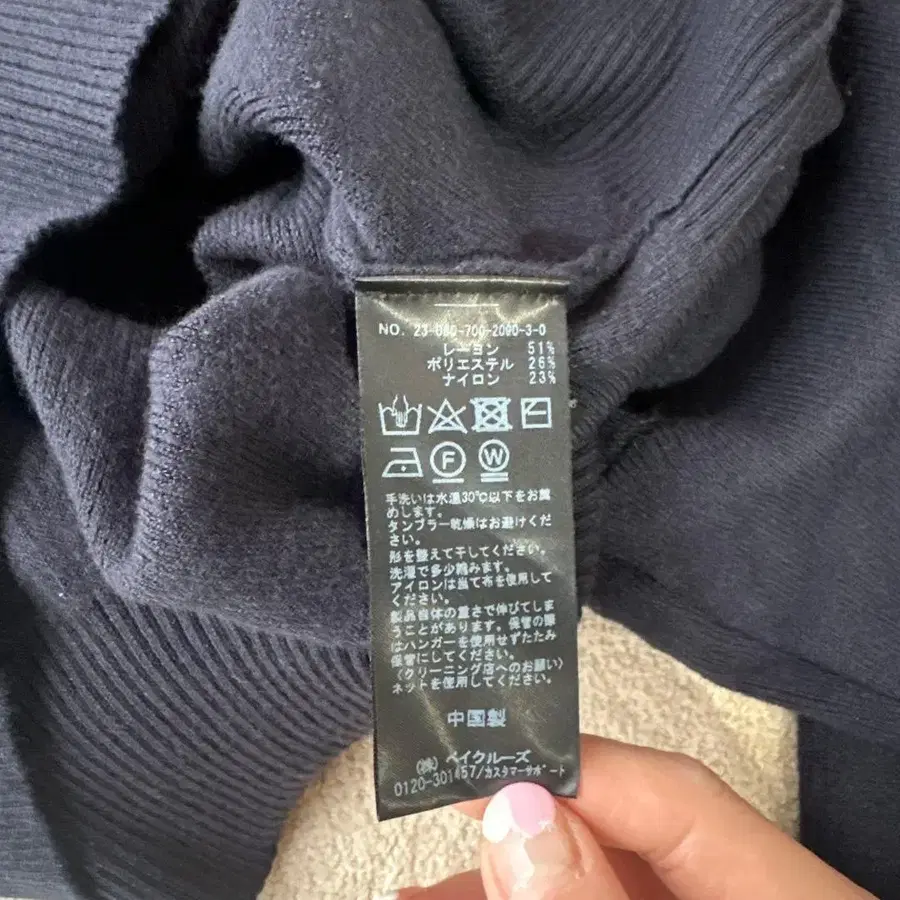 NO. 23-080-700-2090-3-0
レーヨン 51%
ポリエステル 26%
ナイロン 23%
F W
手洗いは水温30℃以下をお薦
めします。
タンブラー乾燥はお避けくだ
さい。
形を整えて干してください。
洗濯で多少縮みます。
アイロンは当て布を使用して
ください。
製品自体の重さで伸びてしま
うことがあります。保管の際
はハンガーを使用せずたたみ
保管にしてください。
〈クリーニング店へのお願い〉
ネットを使用してください。
中国製
(株) ベイクルーズ
0120-301457/カスタマーサポート